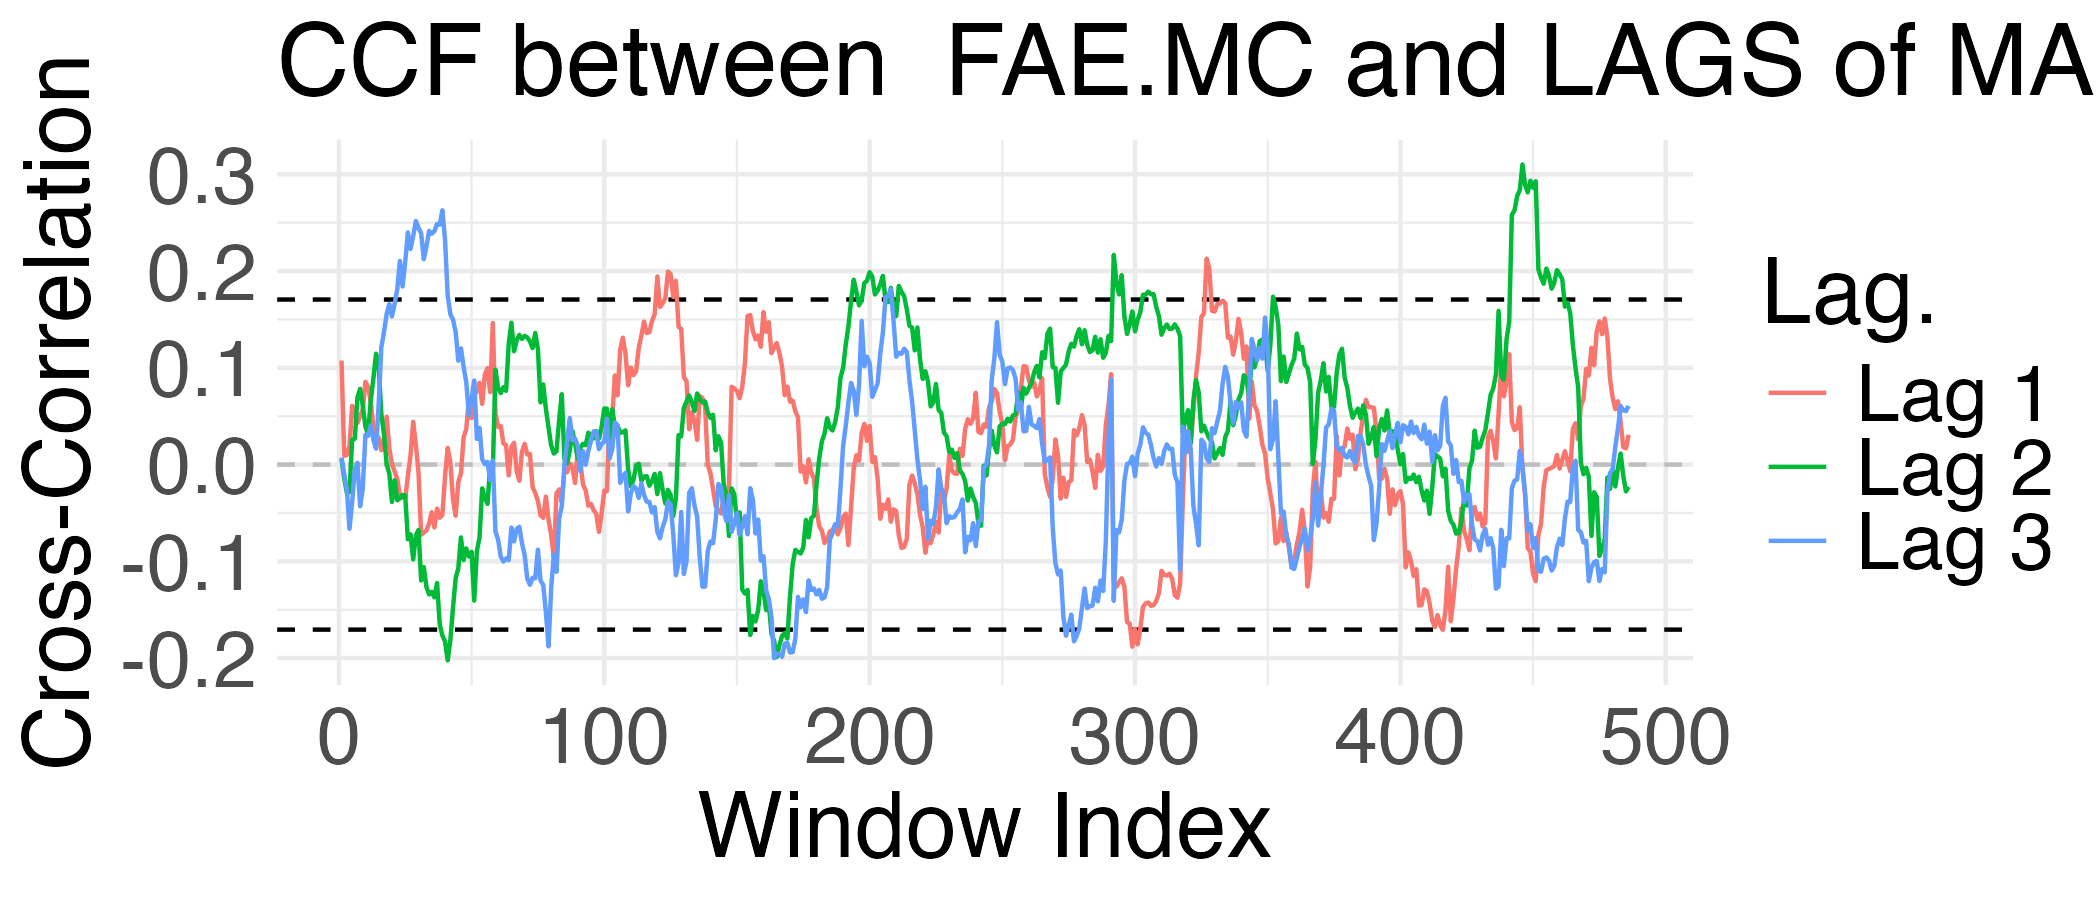 CCF between  FAE.MC and LAGS of MA
Cross-Correlation
0.3
0.2
0.1
0.0
-0.1
-0.2
0
100
200
300
400
500
Window Index
Lag.
Lag 1
Lag 2
Lag 3